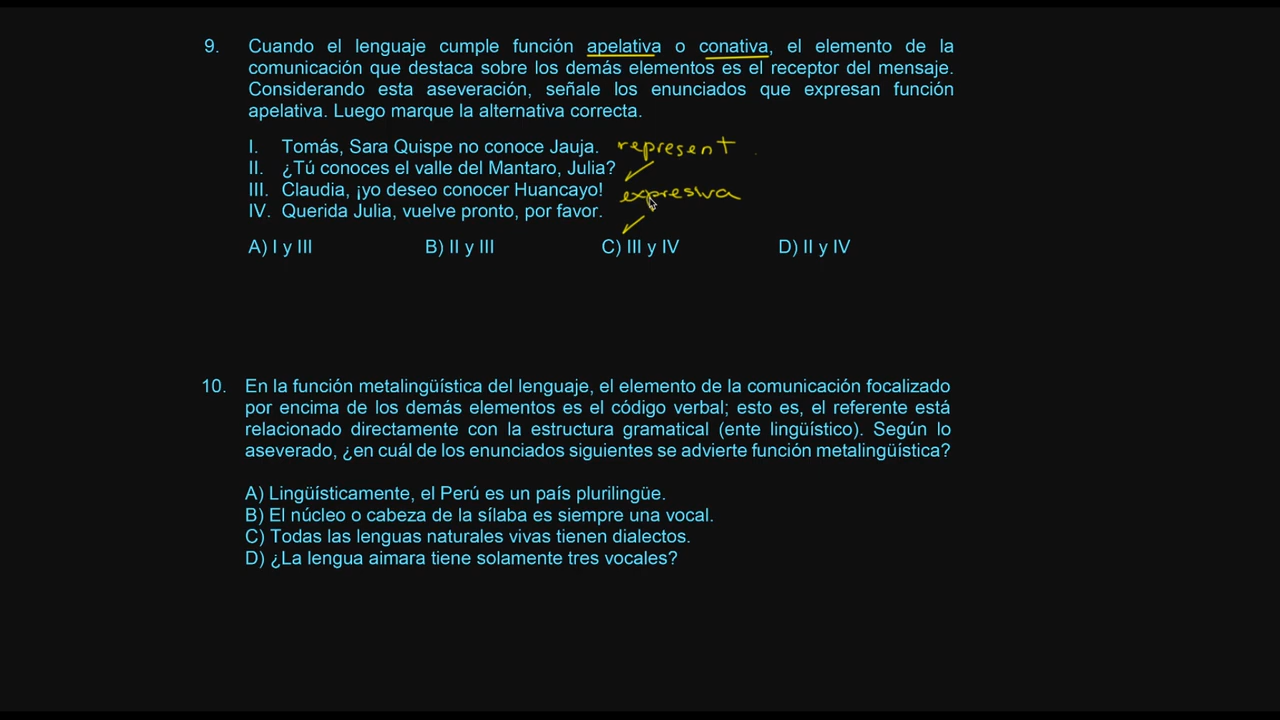 9. Cuando el lenguaje cumple función apelativa o conativa, el elemento de la
comunicación que destaca sobre los demás elementos es el receptor del mensaje.
Considerando esta aseveración, señale los enunciados que expresan función
apelativa. Luego marque la alternativa correcta.
I. Tomás, Sara Quispe no conoce Jauja. represent
II. ¿Tú conoces el valle del Mantaro, Julia?
III. Claudia, ¡yo deseo conocer Huancayo! expresiva
IV. Querida Julia, vuelve pronto, por favor.
A) I y III B) II y III C) III y IV D) II y IV
10. En la función metalingüística del lenguaje, el elemento de la comunicación focalizado
por encima de los demás elementos es el código verbal; esto es, el referente está
relacionado directamente con la estructura gramatical (ente lingüístico). Según lo
aseverado, ¿en cuál de los enunciados siguientes se advierte función metalingüística?
A) Lingüísticamente, el Perú es un país plurilingüe.
B) El núcleo o cabeza de la sílaba es siempre una vocal.
C) Todas las lenguas naturales vivas tienen dialectos.
D) ¿La lengua aimara tiene solamente tres vocales?